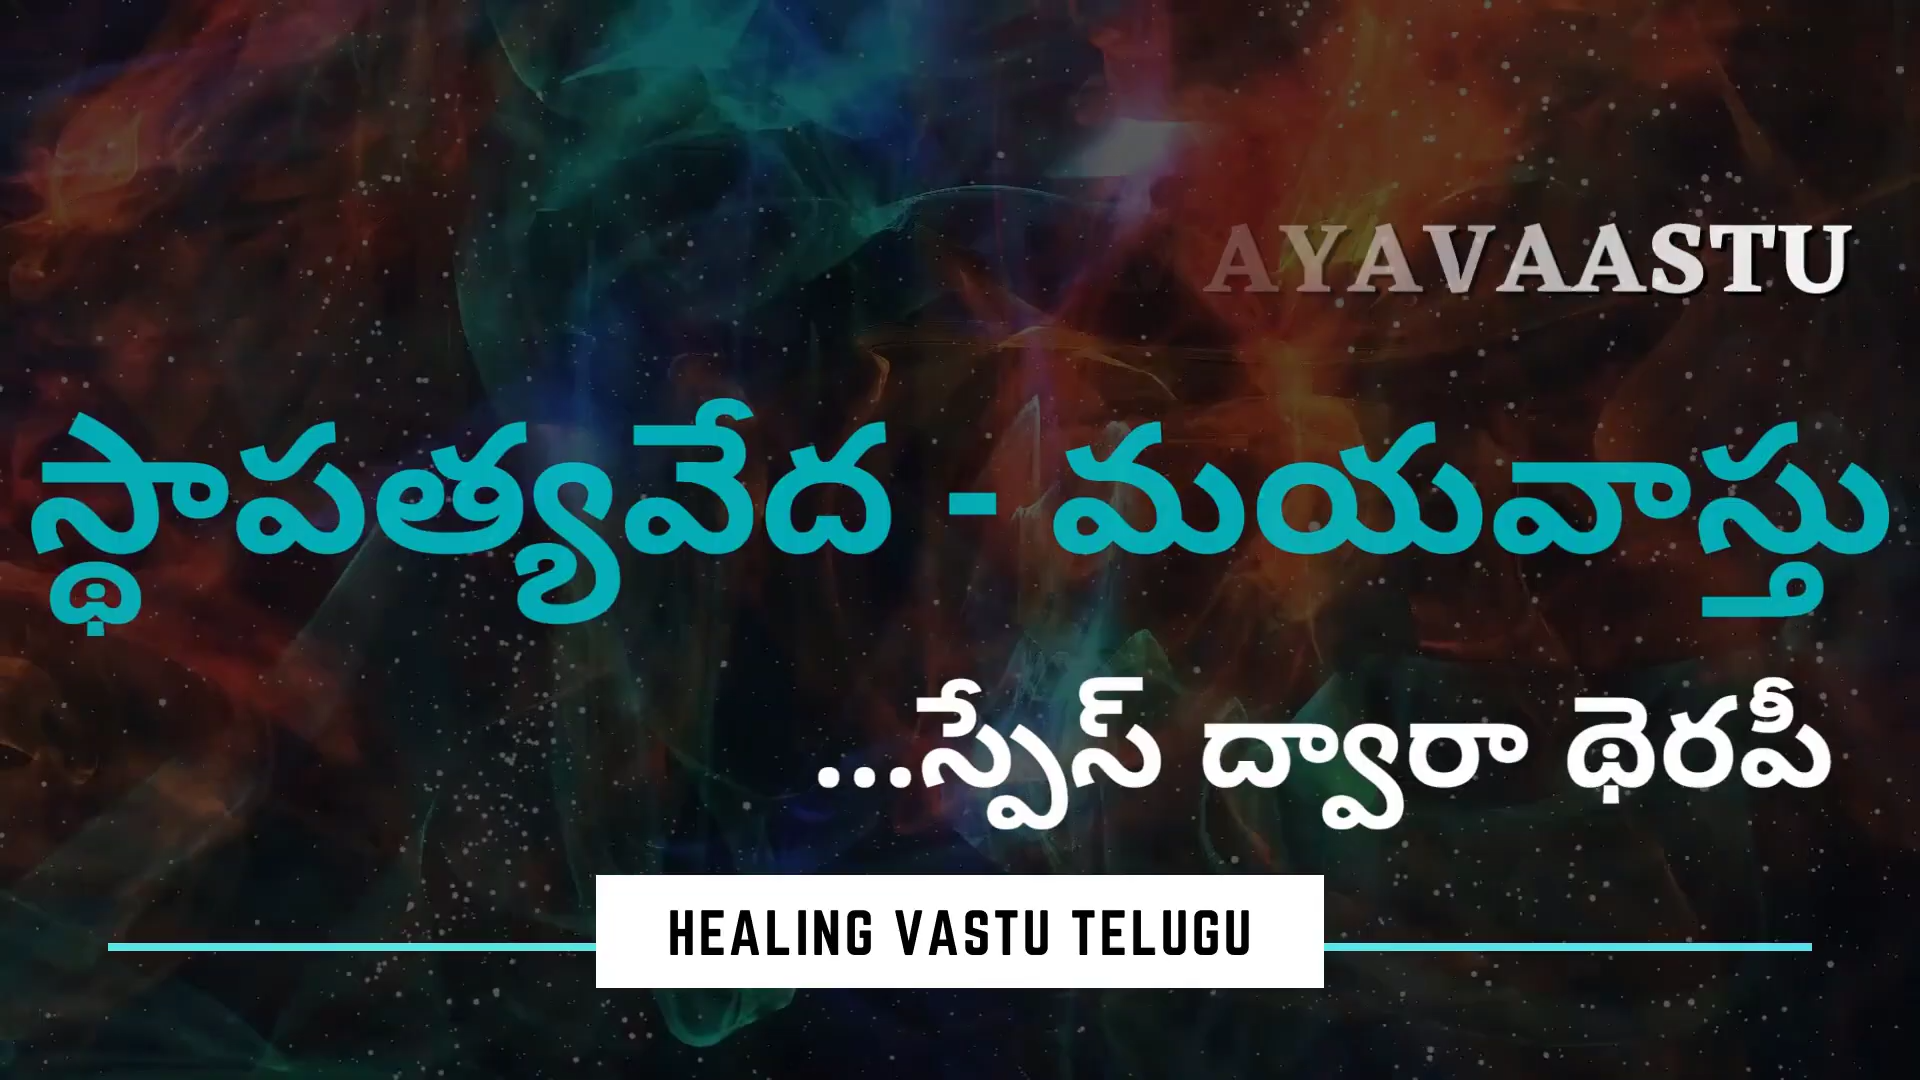 AYAVAASTU
స్థాపత్యవేద - మయవాస్తు
...స్పేస్ ద్వారా థెరపీ
HEALING VASTU TELUGU